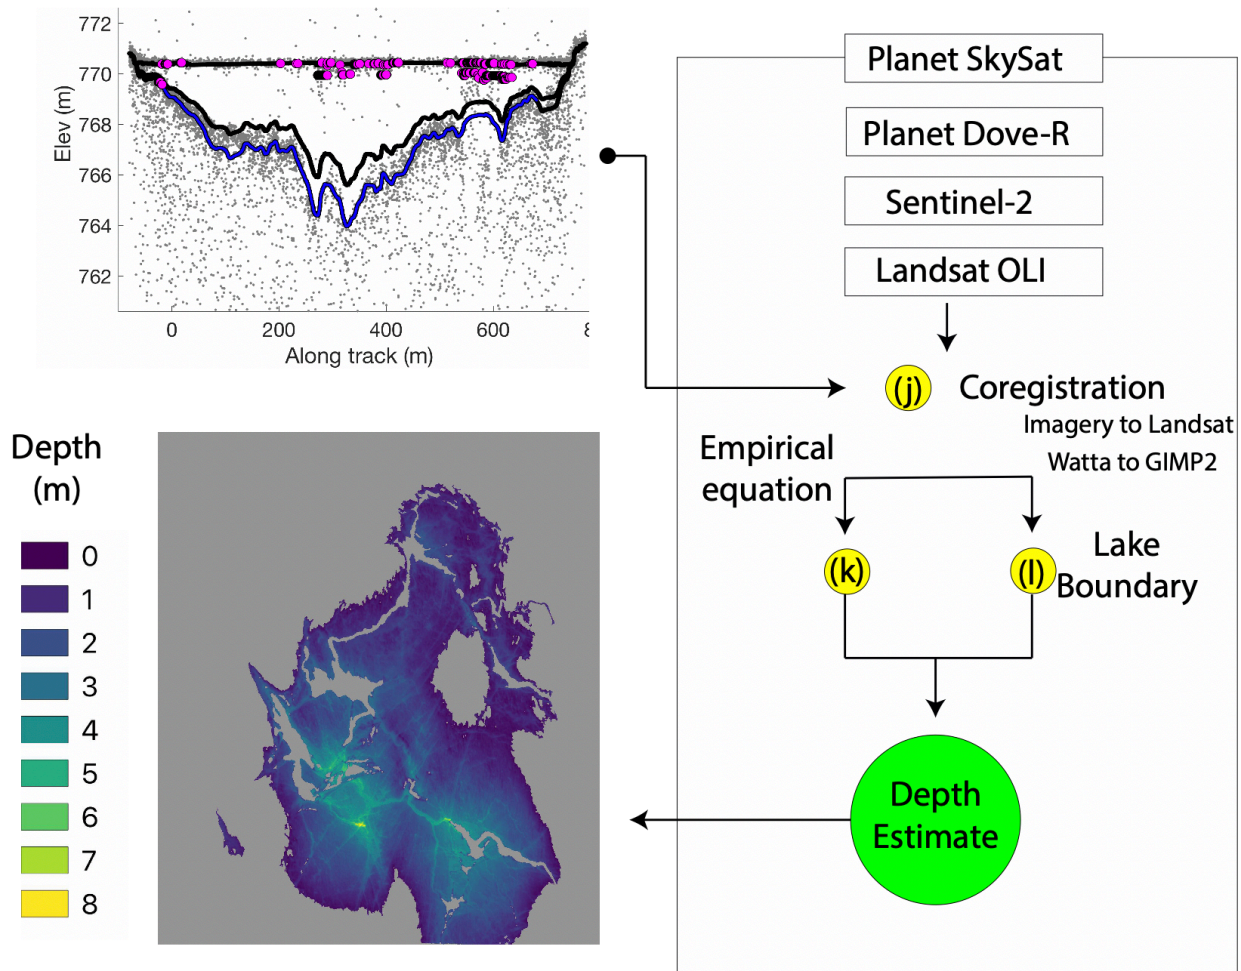 772
770
768
766
764
762
Elev (m)
0
200
400
600
8
Along track (m)
Planet SkySat
Planet Dove-R
Sentinel-2
Landsat OLI
(j)
Coregistration
Imagery to Landsat
Watta to GIMP2
Empirical
equation
(k)
(l)
Lake
Boundary
Depth
Estimate
Depth
(m)
0
1
2
3
4
5
6
7
8